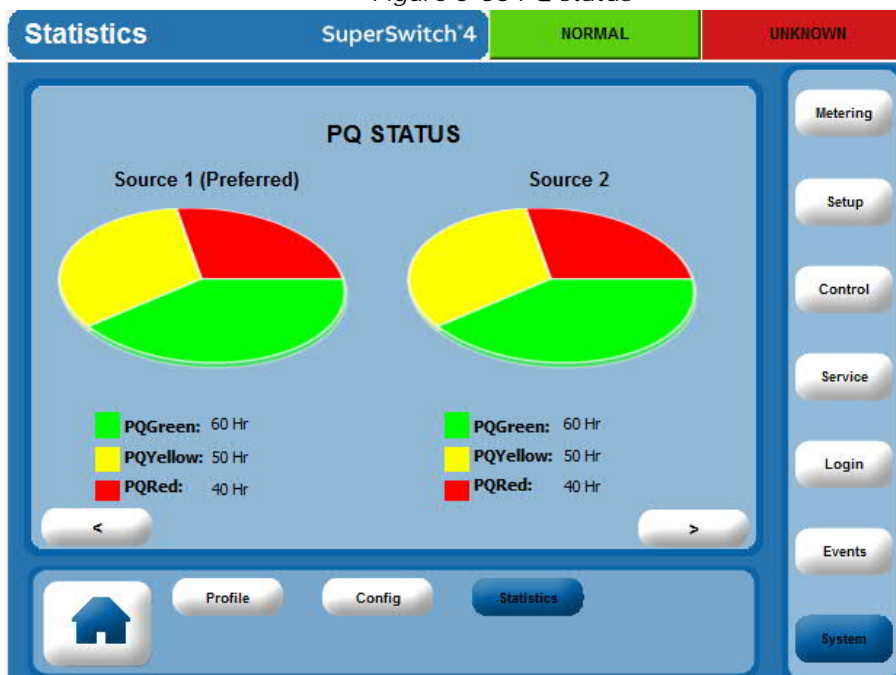 Statistics
SuperSwitch®4
NORMAL
UNKNOWN
PQ STATUS
Source 1 (Preferred)
Source 2
PQGreen: 60 Hr
PQYellow: 50 Hr
PQRed: 40 Hr
PQGreen: 60 Hr
PQYellow: 50 Hr
PQRed: 40 Hr
<
>
Profile
Config
Statistics
Metering
Setup
Control
Service
Login
Events
System